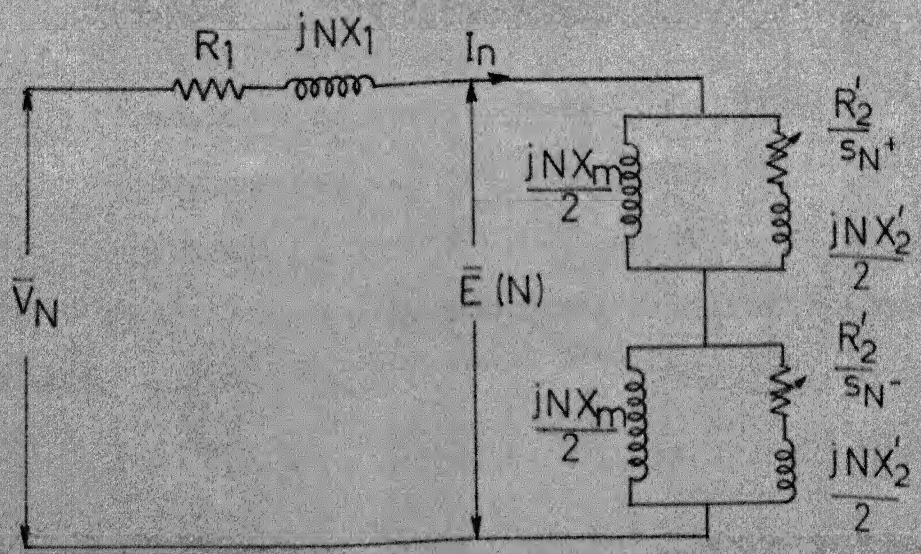 R1
jNX1
In
R'2
sN+
jNXm
2
jNX'2
2
V̄N
Ē (N)
R'2
sN-
jNXm
2
jNX'2
2